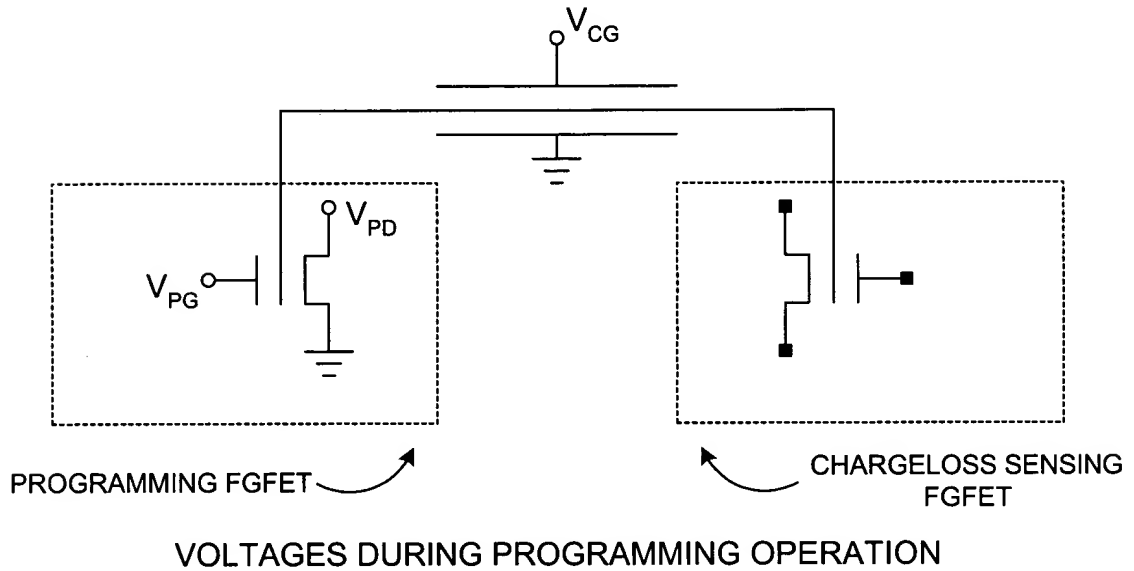 V_CG
V_PD
V_PG
PROGRAMMING FGFET
CHARGELOSS SENSING
FGFET
VOLTAGES DURING PROGRAMMING OPERATION